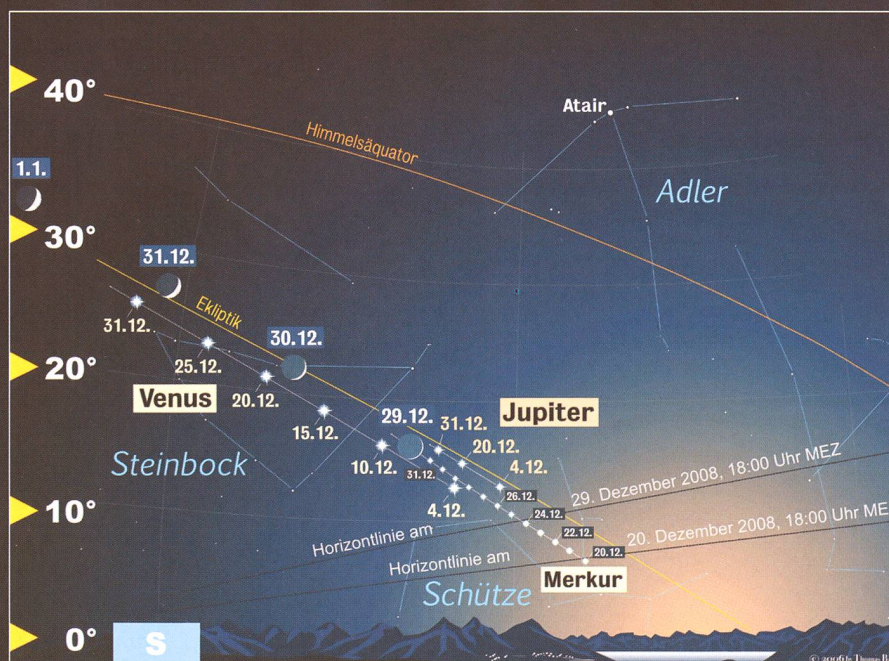 40°
Atair
Himmelsäquator
Adler
1.1.
30°
31.12.
Ekliptik
31.12.
30.12.
25.12.
20°
Venus
20.12.
29.12.
Jupiter
31.12.
15.12.
20.12.
10.12.
4.12.
Steinbock
31.12.
26.12.
29. Dezember 2008, 18:00 Uhr MEZ
10°
4.12.
24.12.
Horizontlinie am
22.12.
20. Dezember 2008, 18:00 Uhr ME
Horizontlinie am
20.12.
Merkur
Schütze
0°
S